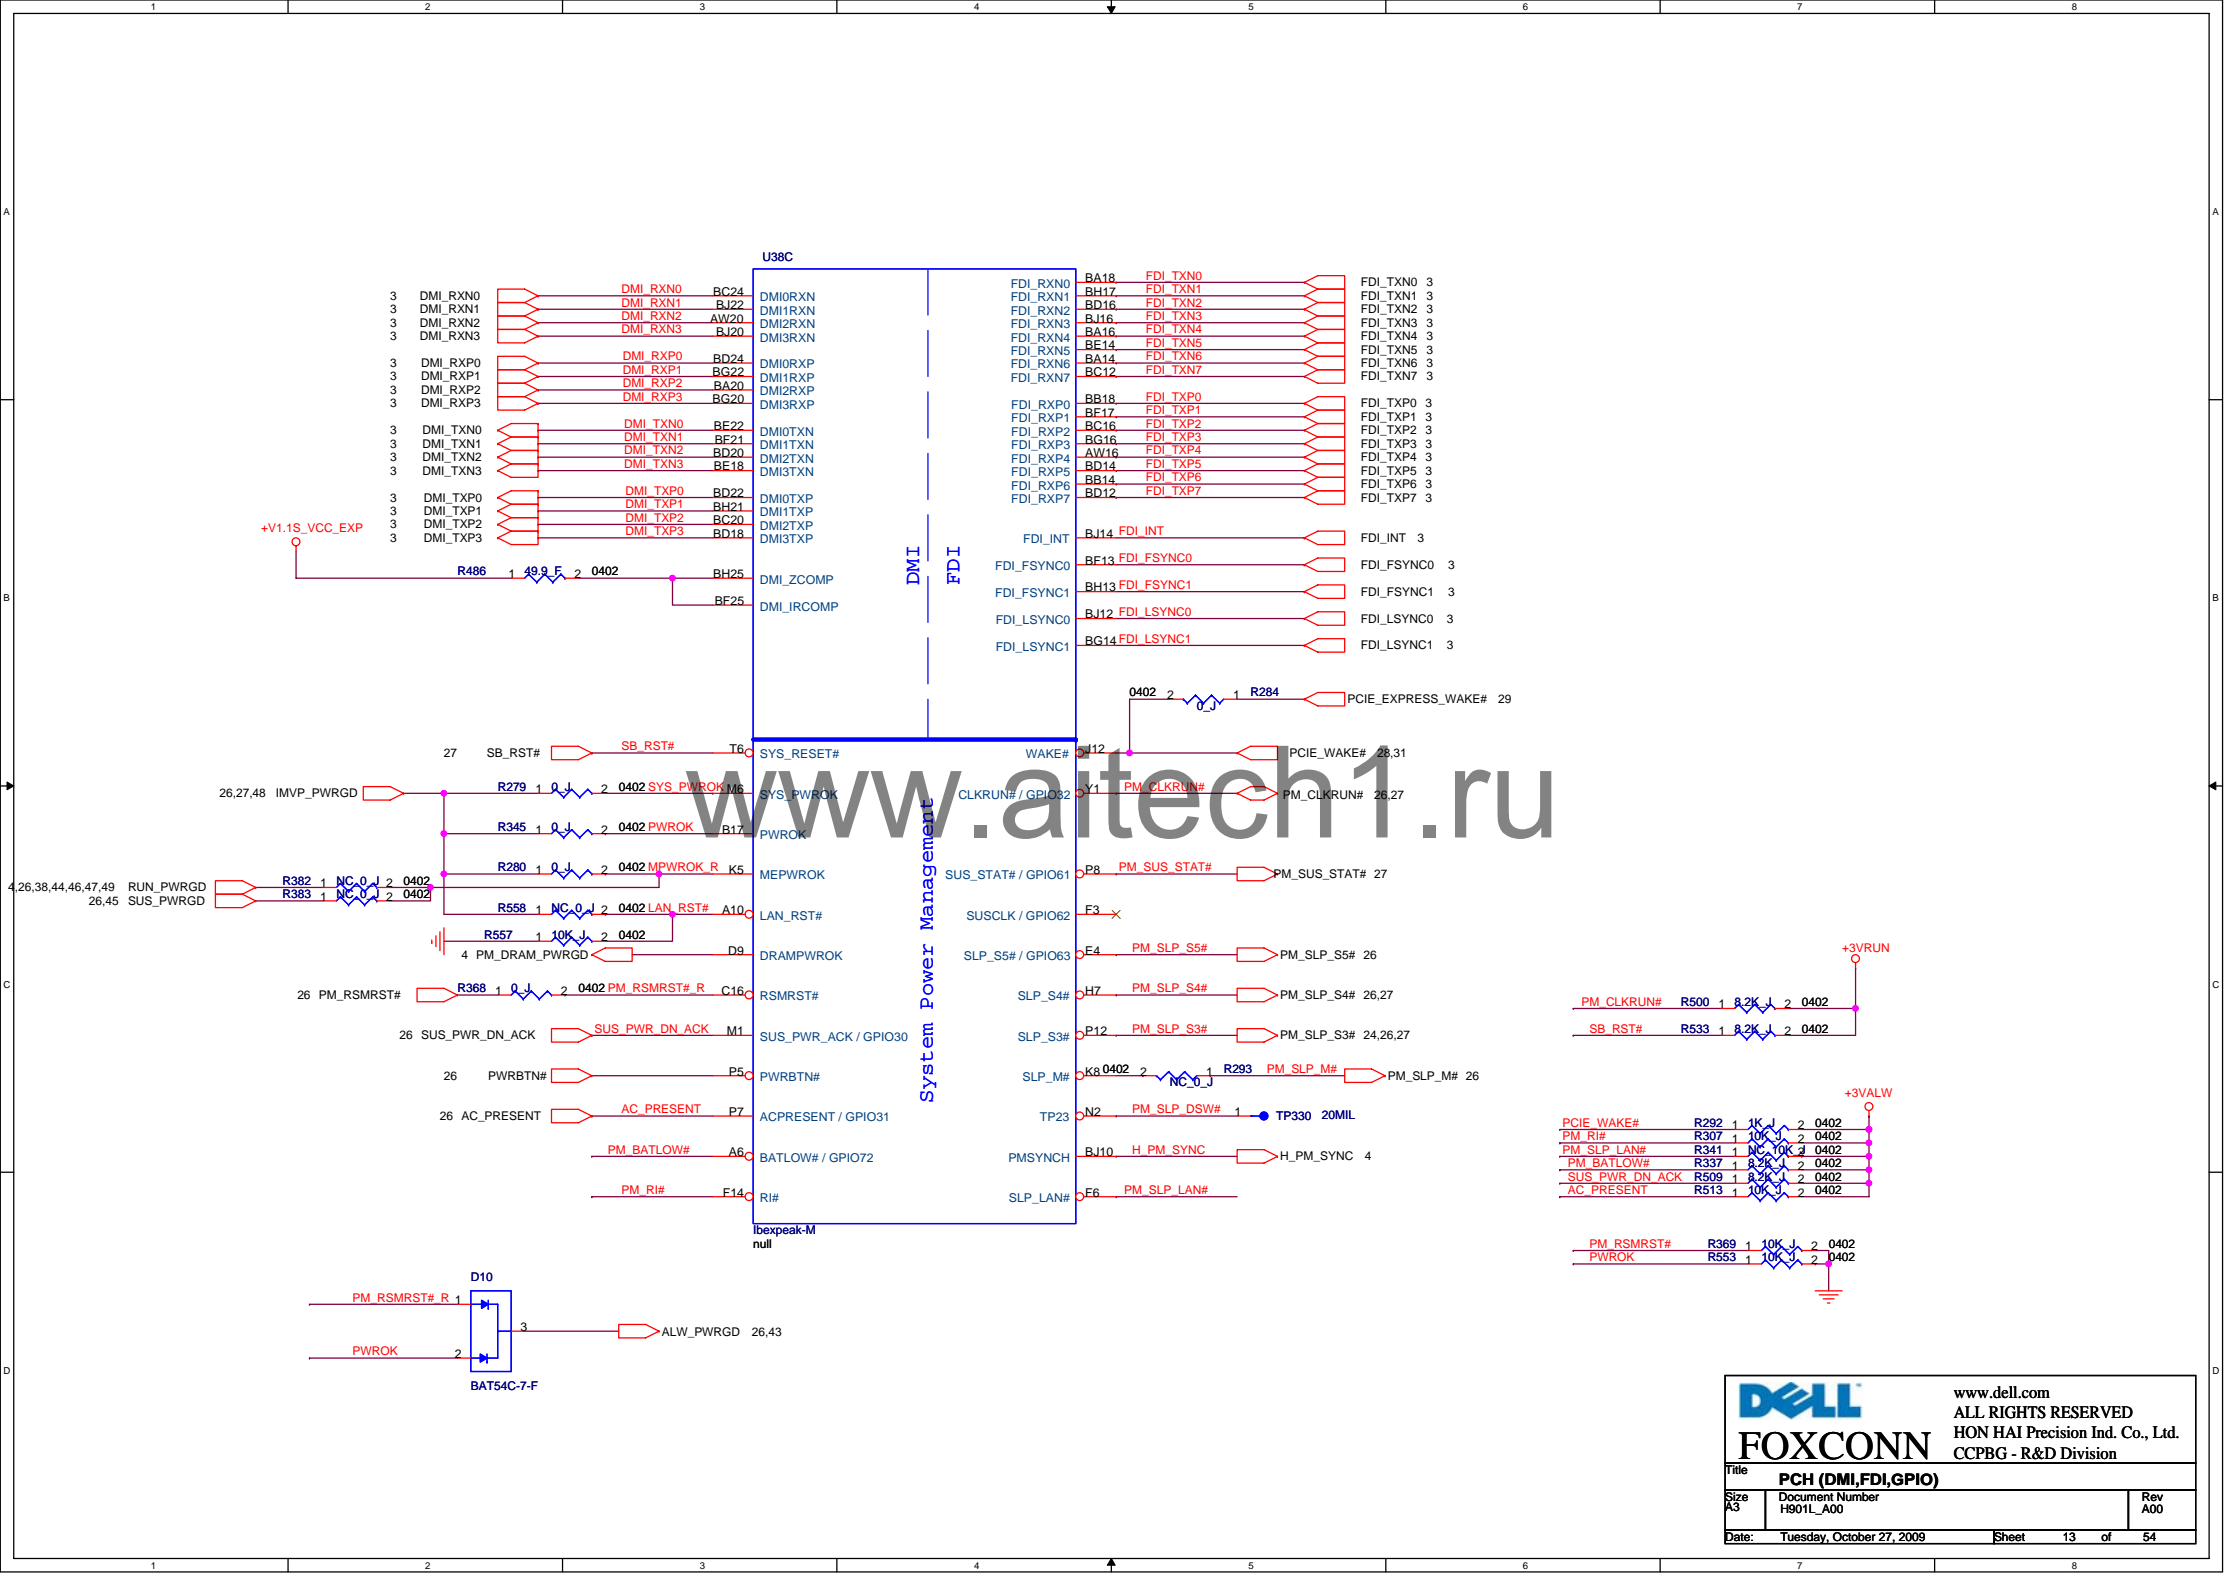 1 2 3 4 5 6 7 8
A A
B B
C C
D D
U38C
3 DMI_RXN0 DMI_RXN0 BC24 DMI0RXN
3 DMI_RXN1 DMI_RXN1 BJ22 DMI1RXN
3 DMI_RXN2 DMI_RXN2 AW20 DMI2RXN
3 DMI_RXN3 DMI_RXN3 BJ20 DMI3RXN
3 DMI_RXP0 DMI_RXP0 BD24 DMI0RXP
3 DMI_RXP1 DMI_RXP1 BG22 DMI1RXP
3 DMI_RXP2 DMI_RXP2 BA20 DMI2RXP
3 DMI_RXP3 DMI_RXP3 BG20 DMI3RXP
3 DMI_TXN0 DMI_TXN0 BE22 DMI0TXN
3 DMI_TXN1 DMI_TXN1 BF21 DMI1TXN
3 DMI_TXN2 DMI_TXN2 BD20 DMI2TXN
3 DMI_TXN3 DMI_TXN3 BE18 DMI3TXN
3 DMI_TXP0 DMI_TXP0 BD22 DMI0TXP
3 DMI_TXP1 DMI_TXP1 BH21 DMI1TXP
3 DMI_TXP2 DMI_TXP2 BC20 DMI2TXP
3 DMI_TXP3 DMI_TXP3 BD18 DMI3TXP
+V1.1S_VCC_EXP
R486 1 49.9_F 2 0402 BH25 DMI_ZCOMP
BF25 DMI_IRCOMP
DMI
FDI
FDI_RXN0 BA18 FDI_TXN0 FDI_TXN0 3
FDI_RXN1 BH17 FDI_TXN1 FDI_TXN1 3
FDI_RXN2 BD16 FDI_TXN2 FDI_TXN2 3
FDI_RXN3 BJ16 FDI_TXN3 FDI_TXN3 3
FDI_RXN4 BA16 FDI_TXN4 FDI_TXN4 3
FDI_RXN5 BE14 FDI_TXN5 FDI_TXN5 3
FDI_RXN6 BA14 FDI_TXN6 FDI_TXN6 3
FDI_RXN7 BC12 FDI_TXN7 FDI_TXN7 3
FDI_RXP0 BB18 FDI_TXP0 FDI_TXP0 3
FDI_RXP1 BF17 FDI_TXP1 FDI_TXP1 3
FDI_RXP2 BC16 FDI_TXP2 FDI_TXP2 3
FDI_RXP3 BG16 FDI_TXP3 FDI_TXP3 3
FDI_RXP4 AW16 FDI_TXP4 FDI_TXP4 3
FDI_RXP5 BD14 FDI_TXP5 FDI_TXP5 3
FDI_RXP6 BB14 FDI_TXP6 FDI_TXP6 3
FDI_RXP7 BD12 FDI_TXP7 FDI_TXP7 3
FDI_INT BJ14 FDI_INT FDI_INT 3
FDI_FSYNC0 BF13 FDI_FSYNC0 FDI_FSYNC0 3
FDI_FSYNC1 BH13 FDI_FSYNC1 FDI_FSYNC1 3
FDI_LSYNC0 BJ12 FDI_LSYNC0 FDI_LSYNC0 3
FDI_LSYNC1 BG14 FDI_LSYNC1 FDI_LSYNC1 3
0402 2 0_J 1 R284 PCIE_EXPRESS_WAKE# 29
27 SB_RST# SB_RST# T6 SYS_RESET#
26,27,48 IMVP_PWRGD R279 1 0_J 2 0402 SYS_PWROK M6 SYS_PWROK
R345 1 0_J 2 0402 PWROK B17 PWROK
R280 1 0_J 2 0402 MPWROK_R K5 MEPWROK
4,26,38,44,46,47,49 RUN_PWRGD R382 1 NC_0_J 2 0402
26,45 SUS_PWRGD R383 1 NC_0_J 2 0402
R558 1 NC_0_J 2 0402 LAN_RST# A10 LAN_RST#
R557 1 10K_J 2 0402
4 PM_DRAM_PWRGD D9 DRAMPWROK
26 PM_RSMRST# R368 1 0_J 2 0402 PM_RSMRST#_R C16 RSMRST#
26 SUS_PWR_DN_ACK SUS_PWR_DN_ACK M1 SUS_PWR_ACK / GPIO30
26 PWRBTN# P5 PWRBTN#
26 AC_PRESENT AC_PRESENT P7 ACPRESENT / GPIO31
PM_BATLOW# A6 BATLOW# / GPIO72
PM_RI# F14 RI#
System Power Management
WAKE# J12 PCIE_WAKE# 28,31
CLKRUN# / GPIO32 Y1 PM_CLKRUN# PM_CLKRUN# 26,27
SUS_STAT# / GPIO61 P8 PM_SUS_STAT# PM_SUS_STAT# 27
SUSCLK / GPIO62 F3
SLP_S5# / GPIO63 E4 PM_SLP_S5# PM_SLP_S5# 26
SLP_S4# H7 PM_SLP_S4# PM_SLP_S4# 26,27
SLP_S3# P12 PM_SLP_S3# PM_SLP_S3# 24,26,27
SLP_M# K8 0402 2 NC_0_J 1 R293 PM_SLP_M# PM_SLP_M# 26
TP23 N2 PM_SLP_DSW# 1 TP330 20MIL
PMSYNCH BJ10 H_PM_SYNC H_PM_SYNC 4
SLP_LAN# F6 PM_SLP_LAN#
Ibexpeak-M
null
www.aitech1.ru
+3VRUN
PM_CLKRUN# R500 1 8.2K_J 2 0402
SB_RST# R533 1 8.2K_J 2 0402
+3VALW
PCIE_WAKE# R292 1 1K_J 2 0402
PM_RI# R307 1 10K_J 2 0402
PM_SLP_LAN# R341 1 NC_10K_J 2 0402
PM_BATLOW# R337 1 8.2K_J 2 0402
SUS_PWR_DN_ACK R509 1 8.2K_J 2 0402
AC_PRESENT R513 1 10K_J 2 0402
PM_RSMRST# R369 1 10K_J 2 0402
PWROK R553 1 10K_J 2 0402
D10
PM_RSMRST#_R 1
3 ALW_PWRGD 26,43
PWROK 2
BAT54C-7-F
DELL
FOXCONN
www.dell.com
ALL RIGHTS RESERVED
HON HAI Precision Ind. Co., Ltd.
CCPBG - R&D Division
Title
PCH (DMI,FDI,GPIO)
Size Document Number Rev
A3 H901L_A00 A00
Date: Tuesday, October 27, 2009 Sheet 13 of 54
1 2 3 4 5 6 7 8